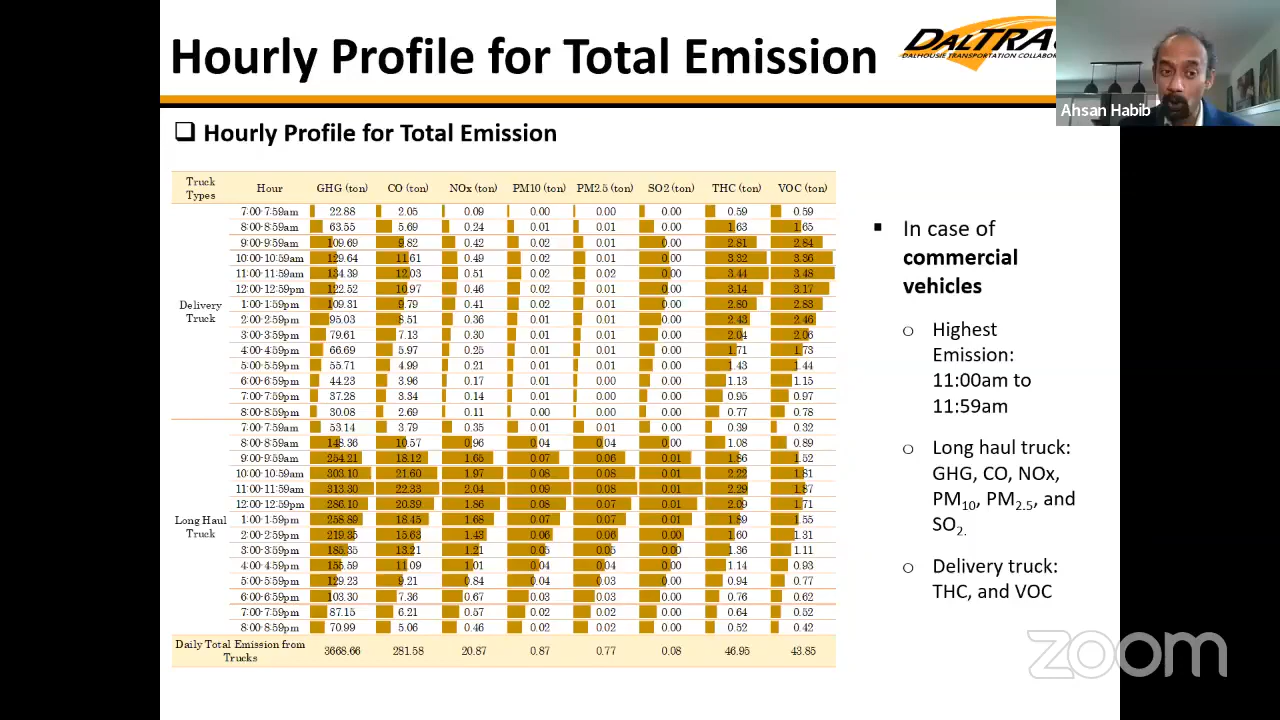 Hourly Profile for Total Emission
DALTRAC
DALHOUSIE TRANSPORTATION COLLABOR
Ahsan Habib
❑ Hourly Profile for Total Emission
Truck Types Hour GHG (ton) CO (ton) NOx (ton) PM10 (ton) PM2.5 (ton) SO2 (ton) THC (ton) VOC (ton)
Delivery Truck
7:00-7:59am 22.88 2.05 0.09 0.00 0.00 0.00 0.59 0.59
8:00-8:59am 63.55 5.69 0.24 0.01 0.01 0.00 1.63 1.65
9:00-9:59am 109.69 9.82 0.42 0.02 0.01 0.00 2.81 2.84
10:00-10:59am 129.64 11.61 0.49 0.02 0.01 0.00 3.32 3.36
11:00-11:59am 134.39 12.03 0.51 0.02 0.02 0.00 3.44 3.48
12:00-12:59pm 122.52 10.97 0.46 0.02 0.01 0.00 3.14 3.17
1:00-1:59pm 109.31 9.79 0.41 0.02 0.01 0.00 2.80 2.83
2:00-2:59pm 95.03 8.51 0.36 0.01 0.01 0.00 2.43 2.46
3:00-3:59pm 79.61 7.13 0.30 0.01 0.01 0.00 2.04 2.06
4:00-4:59pm 66.69 5.97 0.25 0.01 0.01 0.00 1.71 1.73
5:00-5:59pm 55.71 4.99 0.21 0.01 0.01 0.00 1.43 1.44
6:00-6:59pm 44.23 3.96 0.17 0.01 0.00 0.00 1.13 1.15
7:00-7:59pm 37.28 3.34 0.14 0.01 0.00 0.00 0.95 0.97
8:00-8:59pm 30.08 2.69 0.11 0.00 0.00 0.00 0.77 0.78
Long Haul Truck
7:00-7:59am 53.14 3.79 0.35 0.01 0.01 0.00 0.39 0.32
8:00-8:59am 148.36 10.57 0.96 0.04 0.04 0.00 1.08 0.89
9:00-9:59am 254.21 18.12 1.65 0.07 0.06 0.01 1.86 1.52
10:00-10:59am 303.10 21.60 1.97 0.08 0.08 0.01 2.22 1.81
11:00-11:59am 313.30 22.33 2.04 0.09 0.08 0.01 2.29 1.87
12:00-12:59pm 286.10 20.39 1.86 0.08 0.07 0.01 2.09 1.71
1:00-1:59pm 258.89 18.45 1.68 0.07 0.07 0.01 1.89 1.55
2:00-2:59pm 219.35 15.63 1.43 0.06 0.06 0.00 1.60 1.31
3:00-3:59pm 185.35 13.21 1.21 0.05 0.05 0.00 1.36 1.11
4:00-4:59pm 155.59 11.09 1.01 0.04 0.04 0.00 1.14 0.93
5:00-5:59pm 129.23 9.21 0.84 0.04 0.03 0.00 0.94 0.77
6:00-6:59pm 103.30 7.36 0.67 0.03 0.03 0.00 0.76 0.62
7:00-7:59pm 87.15 6.21 0.57 0.02 0.02 0.00 0.64 0.52
8:00-8:59pm 70.99 5.06 0.46 0.02 0.02 0.00 0.52 0.42
Daily Total Emission from Trucks 3668.66 281.58 20.87 0.87 0.77 0.08 46.95 43.85
▪ In case of
commercial
vehicles
o Highest
Emission:
11:00am to
11:59am
o Long haul truck:
GHG, CO, NOx,
PM10, PM2.5, and
SO2.
o Delivery truck:
THC, and VOC
zoom